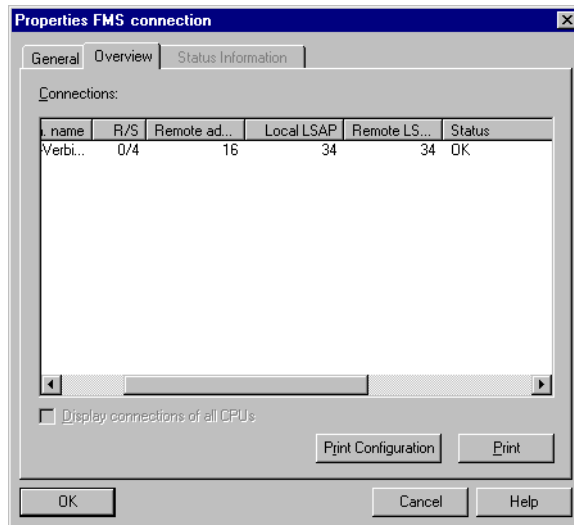 Properties FMS connection
General Overview Status Information
Connections:
. name R/S Remote ad... Local LSAP Remote LS... Status
Verbi... 0/4 16 34 34 OK
Display connections of all CPUs
Print Configuration Print
OK Cancel Help